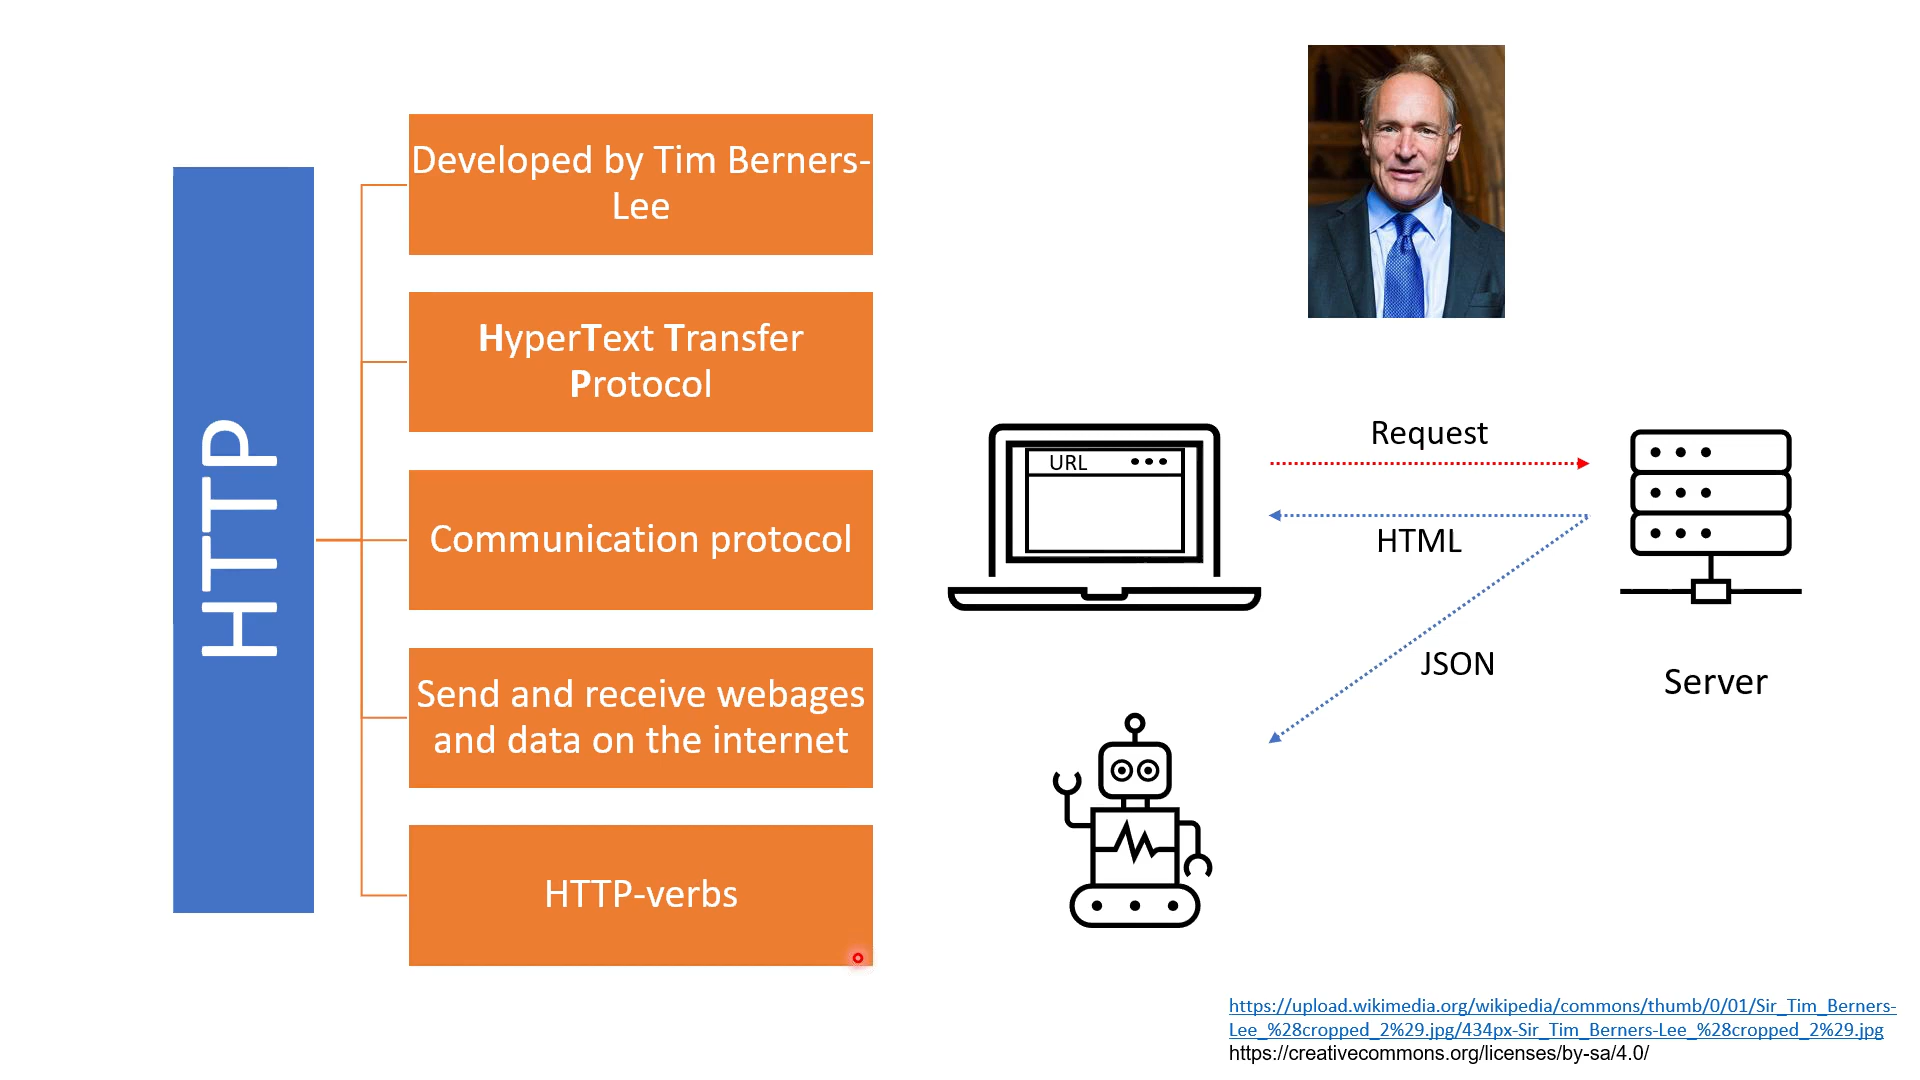 HTTP
Developed by Tim Berners-
Lee
HyperText Transfer
Protocol
Communication protocol
Send and receive webages
and data on the internet
HTTP-verbs
URL
Request
HTML
JSON
Server
https://upload.wikimedia.org/wikipedia/commons/thumb/0/01/Sir_Tim_Berners-
Lee_%28cropped_2%29.jpg/434px-Sir_Tim_Berners-Lee_%28cropped_2%29.jpg
https://creativecommons.org/licenses/by-sa/4.0/